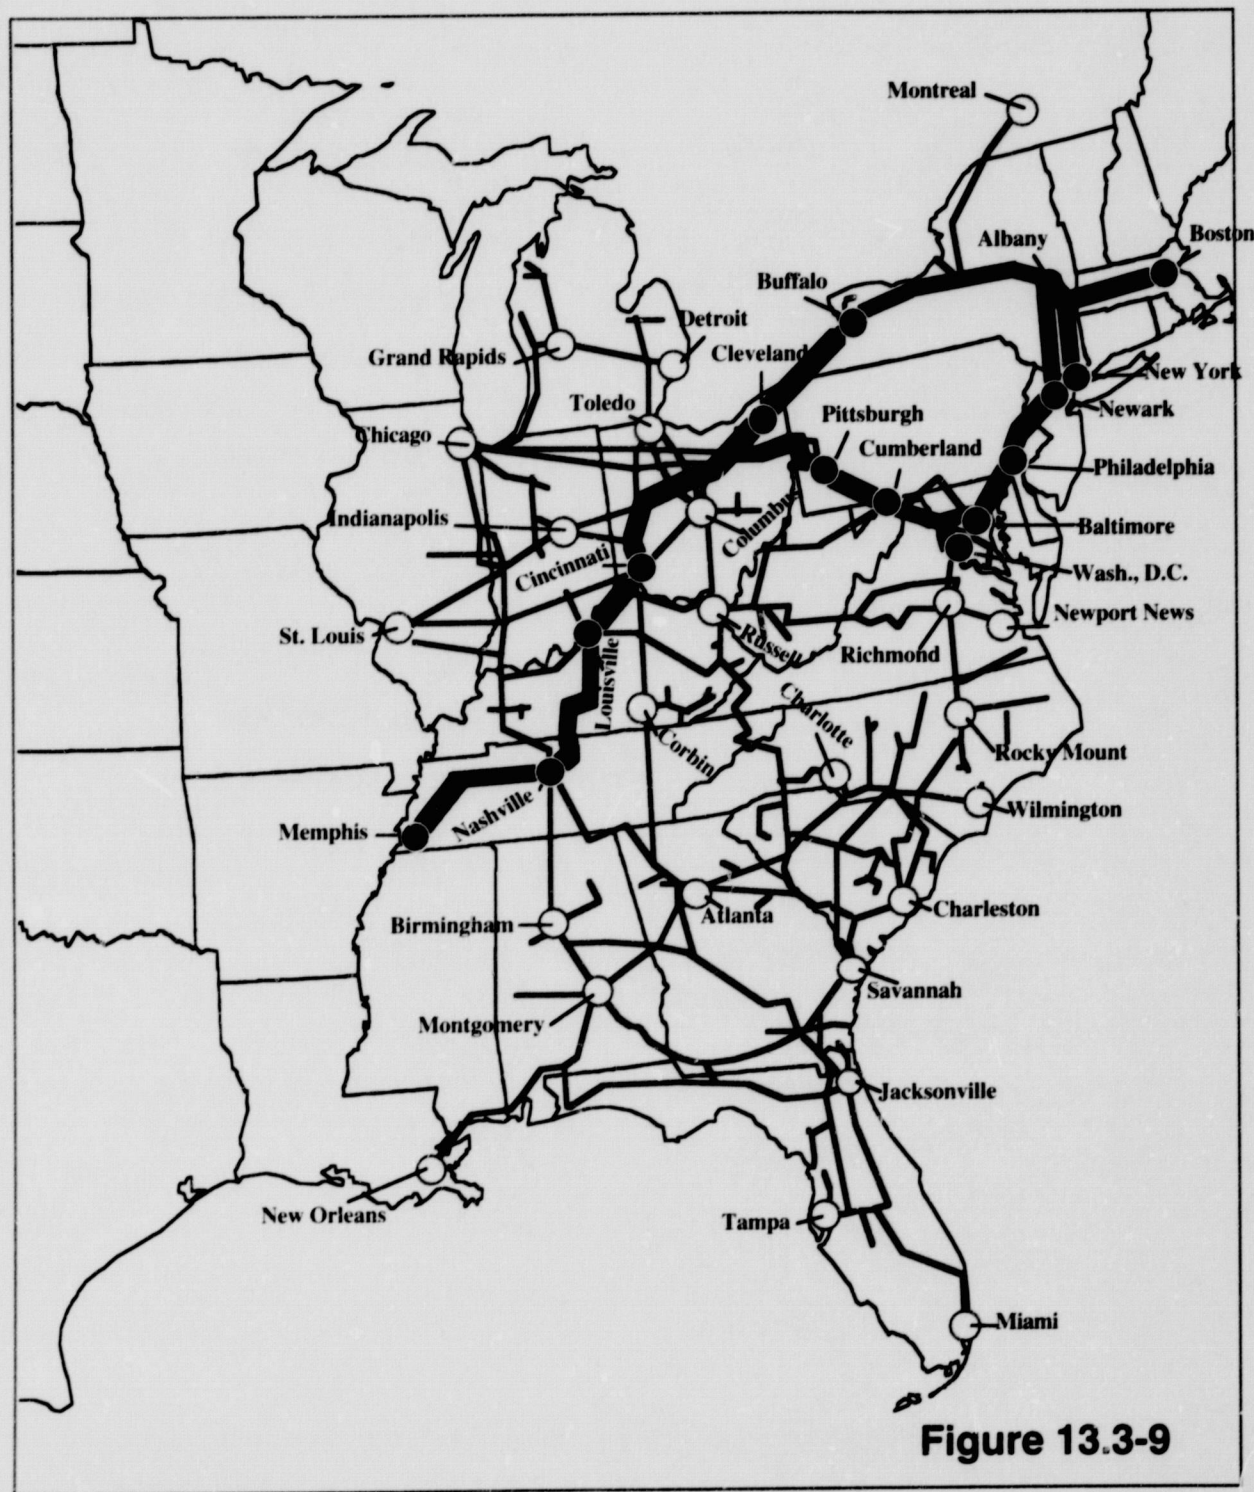 Montreal
Albany
Boston
Buffalo
Detroit
Grand Rapids
Cleveland
New York
Toledo
Newark
Chicago
Pittsburgh
Cumberland
Philadelphia
Indianapolis
Columbus
Baltimore
Cincinnati
Wash., D.C.
Newport News
St. Louis
Russell
Richmond
Louisville
Charlotte
Corbin
Rocky Mount
Nashville
Wilmington
Memphis
Birmingham
Atlanta
Charleston
Savannah
Montgomery
Jacksonville
New Orleans
Tampa
Miami
Figure 13.3-9